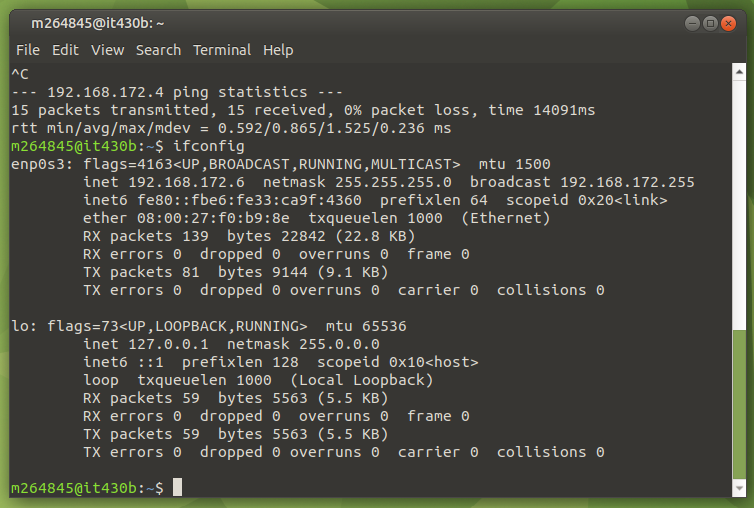 m264845@it430b: ~
File Edit View Search Terminal Help
^C
--- 192.168.172.4 ping statistics ---
15 packets transmitted, 15 received, 0% packet loss, time 14091ms
rtt min/avg/max/mdev = 0.592/0.865/1.525/0.236 ms
m264845@it430b:~$ ifconfig
enp0s3: flags=4163<UP,BROADCAST,RUNNING,MULTICAST>  mtu 1500
        inet 192.168.172.6  netmask 255.255.255.0  broadcast 192.168.172.255
        inet6 fe80::fbe6:fe33:ca9f:4360  prefixlen 64  scopeid 0x20<link>
        ether 08:00:27:f0:b9:8e  txqueuelen 1000  (Ethernet)
        RX packets 139  bytes 22842 (22.8 KB)
        RX errors 0  dropped 0  overruns 0  frame 0
        TX packets 81  bytes 9144 (9.1 KB)
        TX errors 0  dropped 0 overruns 0  carrier 0  collisions 0

lo: flags=73<UP,LOOPBACK,RUNNING>  mtu 65536
        inet 127.0.0.1  netmask 255.0.0.0
        inet6 ::1  prefixlen 128  scopeid 0x10<host>
        loop  txqueuelen 1000  (Local Loopback)
        RX packets 59  bytes 5563 (5.5 KB)
        RX errors 0  dropped 0  overruns 0  frame 0
        TX packets 59  bytes 5563 (5.5 KB)
        TX errors 0  dropped 0 overruns 0  carrier 0  collisions 0

m264845@it430b:~$